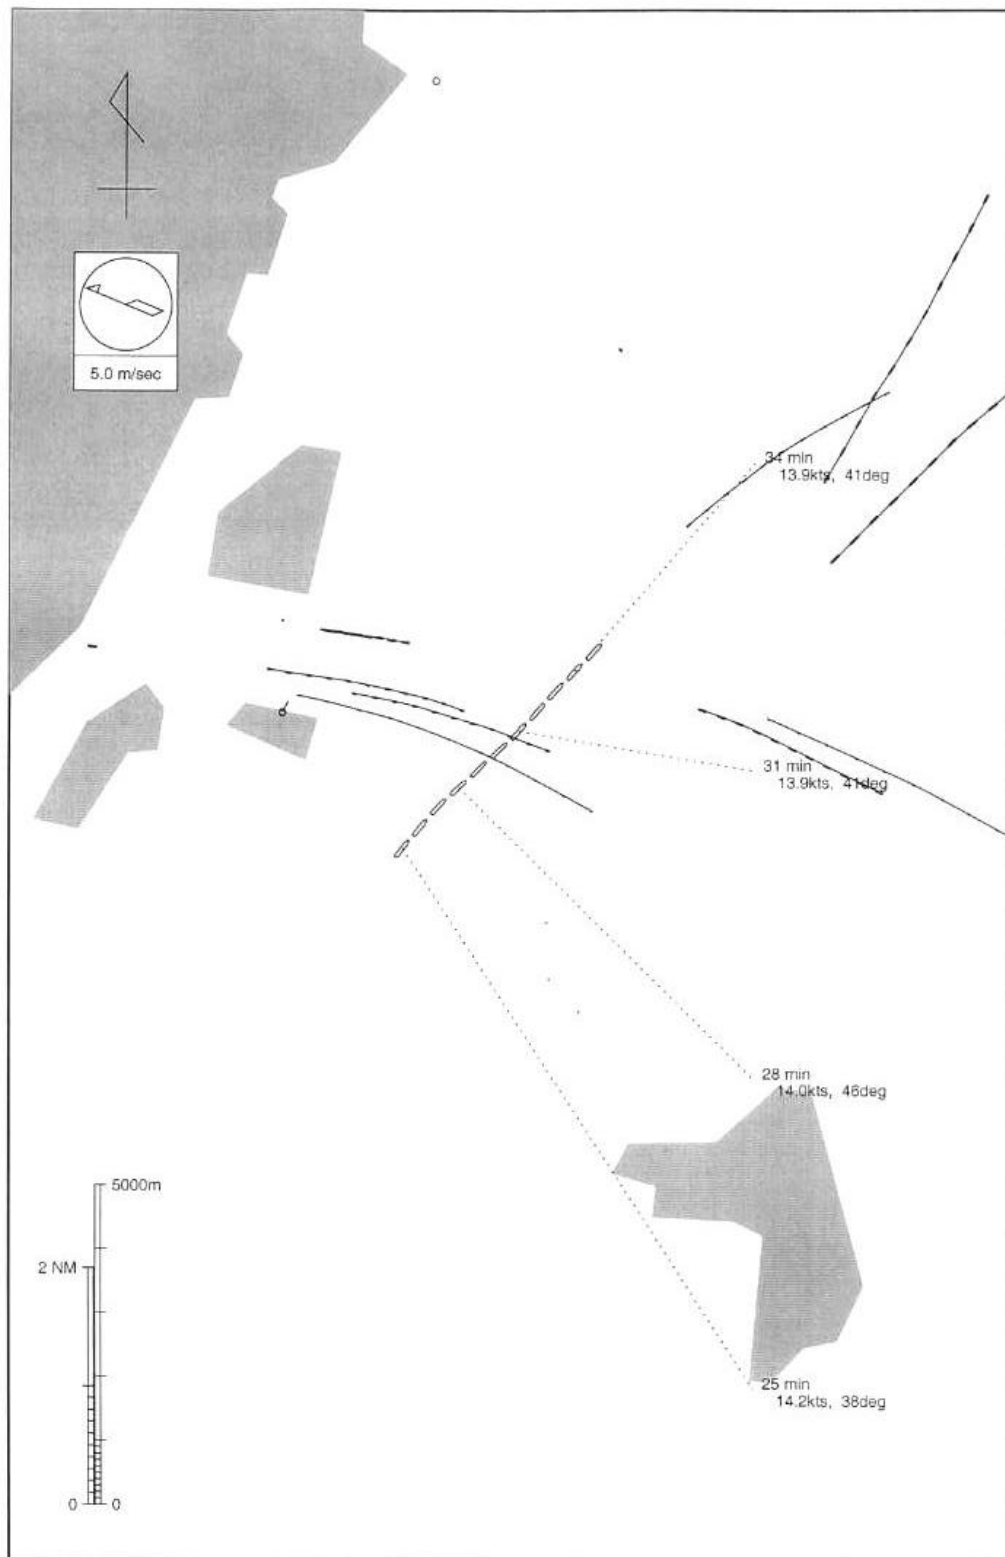 5.0 m/sec
34 min
13.9kts, 41deg
31 min
13.9kts, 41deg
28 min
14.0kts, 46deg
5000m
2 NM
25 min
14.2kts, 38deg
0
0